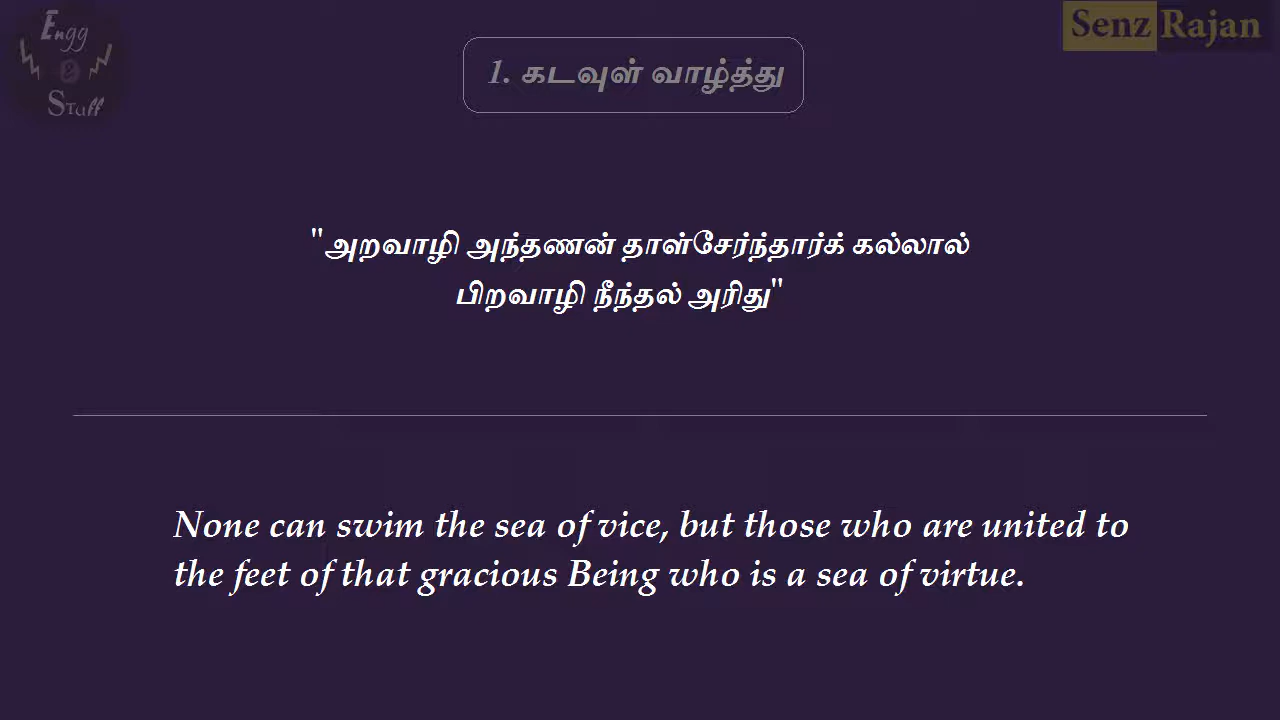 Engg
e
Stuff
Senz Rajan
1. கடவுள் வாழ்த்து
"அறவாழி அந்தணன் தாள்சேர்ந்தார்க் கல்லால்
பிறவாழி நீந்தல் அரிது"
None can swim the sea of vice, but those who are united to
the feet of that gracious Being who is a sea of virtue.